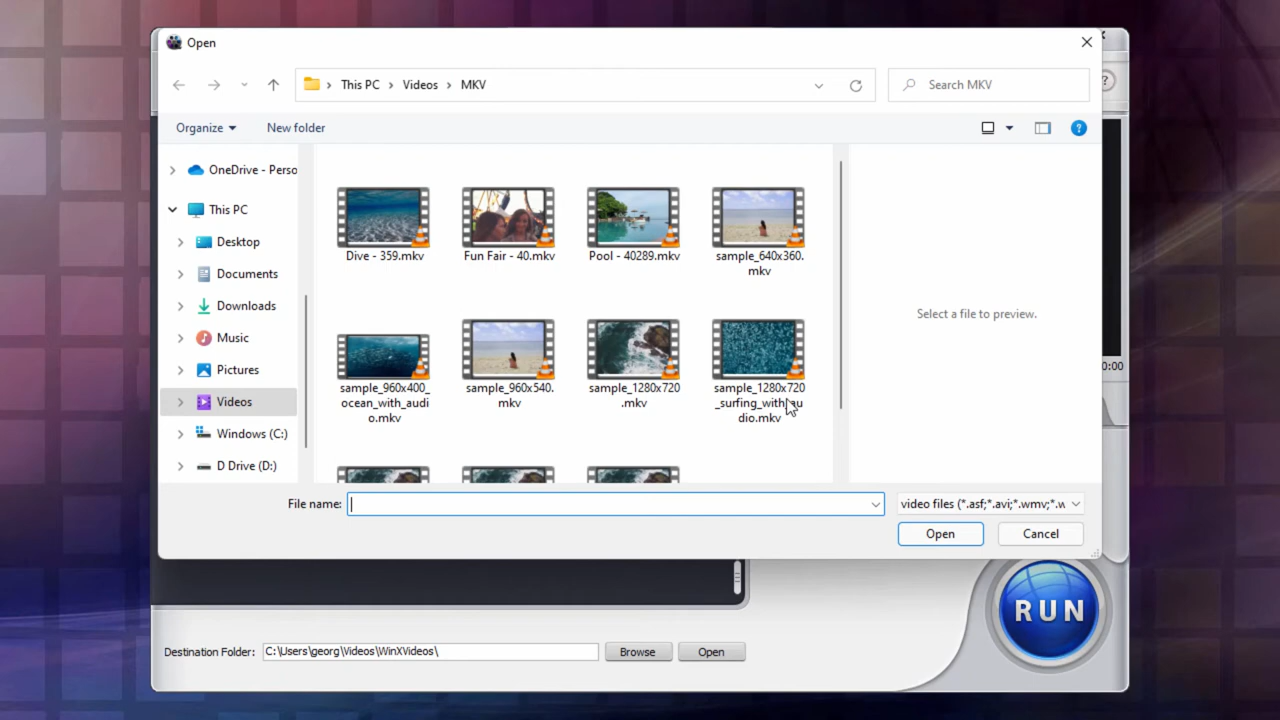 Open
This PC
Videos
MKV
Search MKV
Organize
New folder
?
?
OneDrive - Perso
This PC
Desktop
Documents
Downloads
Music
Pictures
Videos
Windows (C:)
D Drive (D:)
Dive - 359.mkv
Fun Fair - 40.mkv
Pool - 40289.mkv
sample_640x360.
mkv
sample_960x400_
ocean_with_audi
o.mkv
sample_960x540.
mkv
sample_1280x720
.mkv
sample_1280x720
_surfing_with_au
dio.mkv
Select a file to preview.
0:00
File name:
video files (*.asf;*.avi;*.wmv;*.w
Open
Cancel
RUN
Destination Folder:
C:\Users\georg\Videos\WinXVideos\
Browse
Open